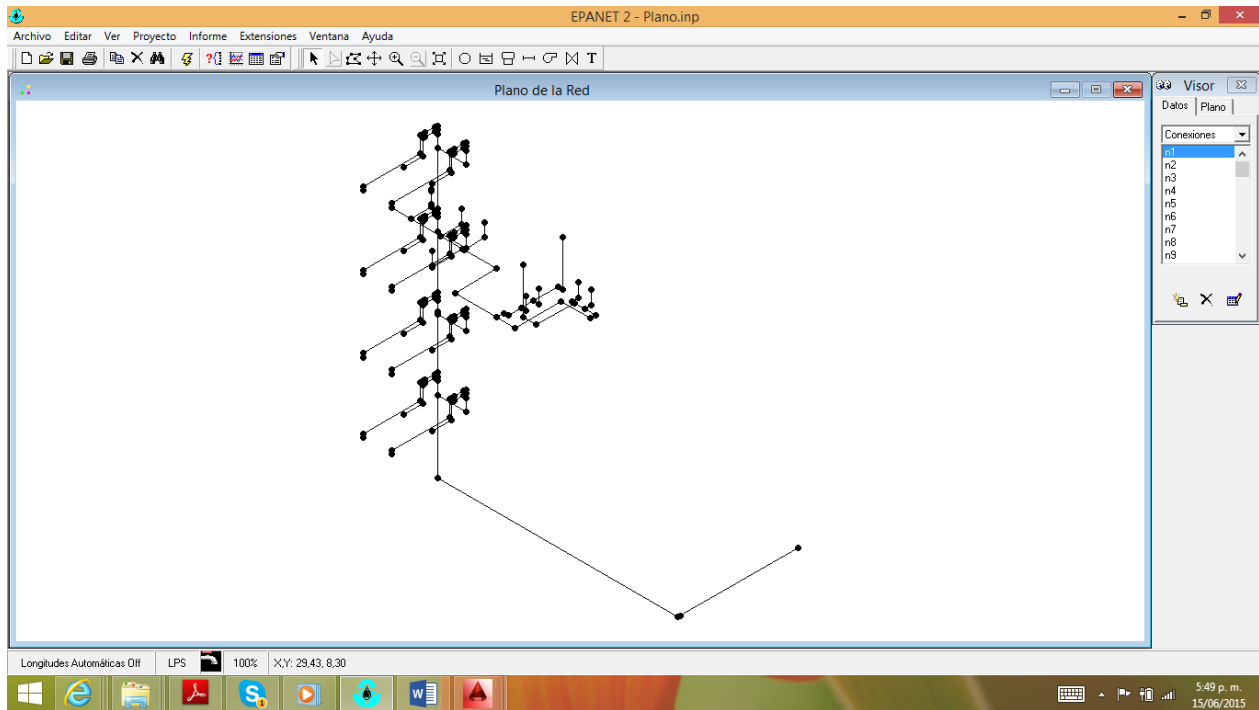 EPANET 2 - Plano.inp
Archivo Editar Ver Proyecto Informe Extensiones Ventana Ayuda
T
Plano de la Red
Visor
Datos Plano
Conexiones
n1
n2
n3
n4
n5
n6
n7
n8
n9
Longitudes Automáticas Off LPS 100% X,Y: 29,43, 8,30
5:49 p. m.
15/06/2015